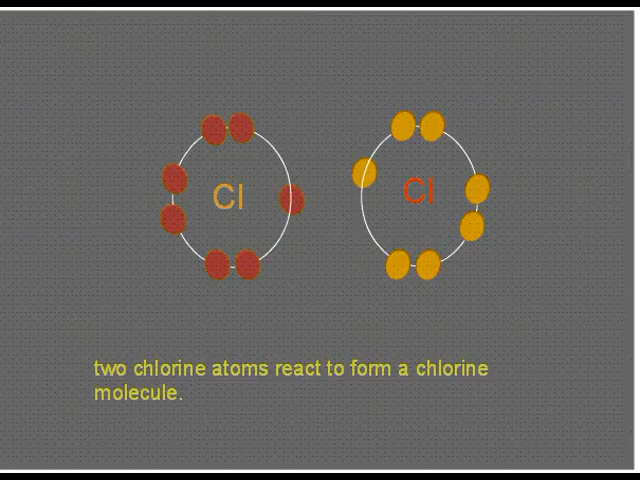 Cl Cl
two chlorine atoms react to form a chlorine
molecule.